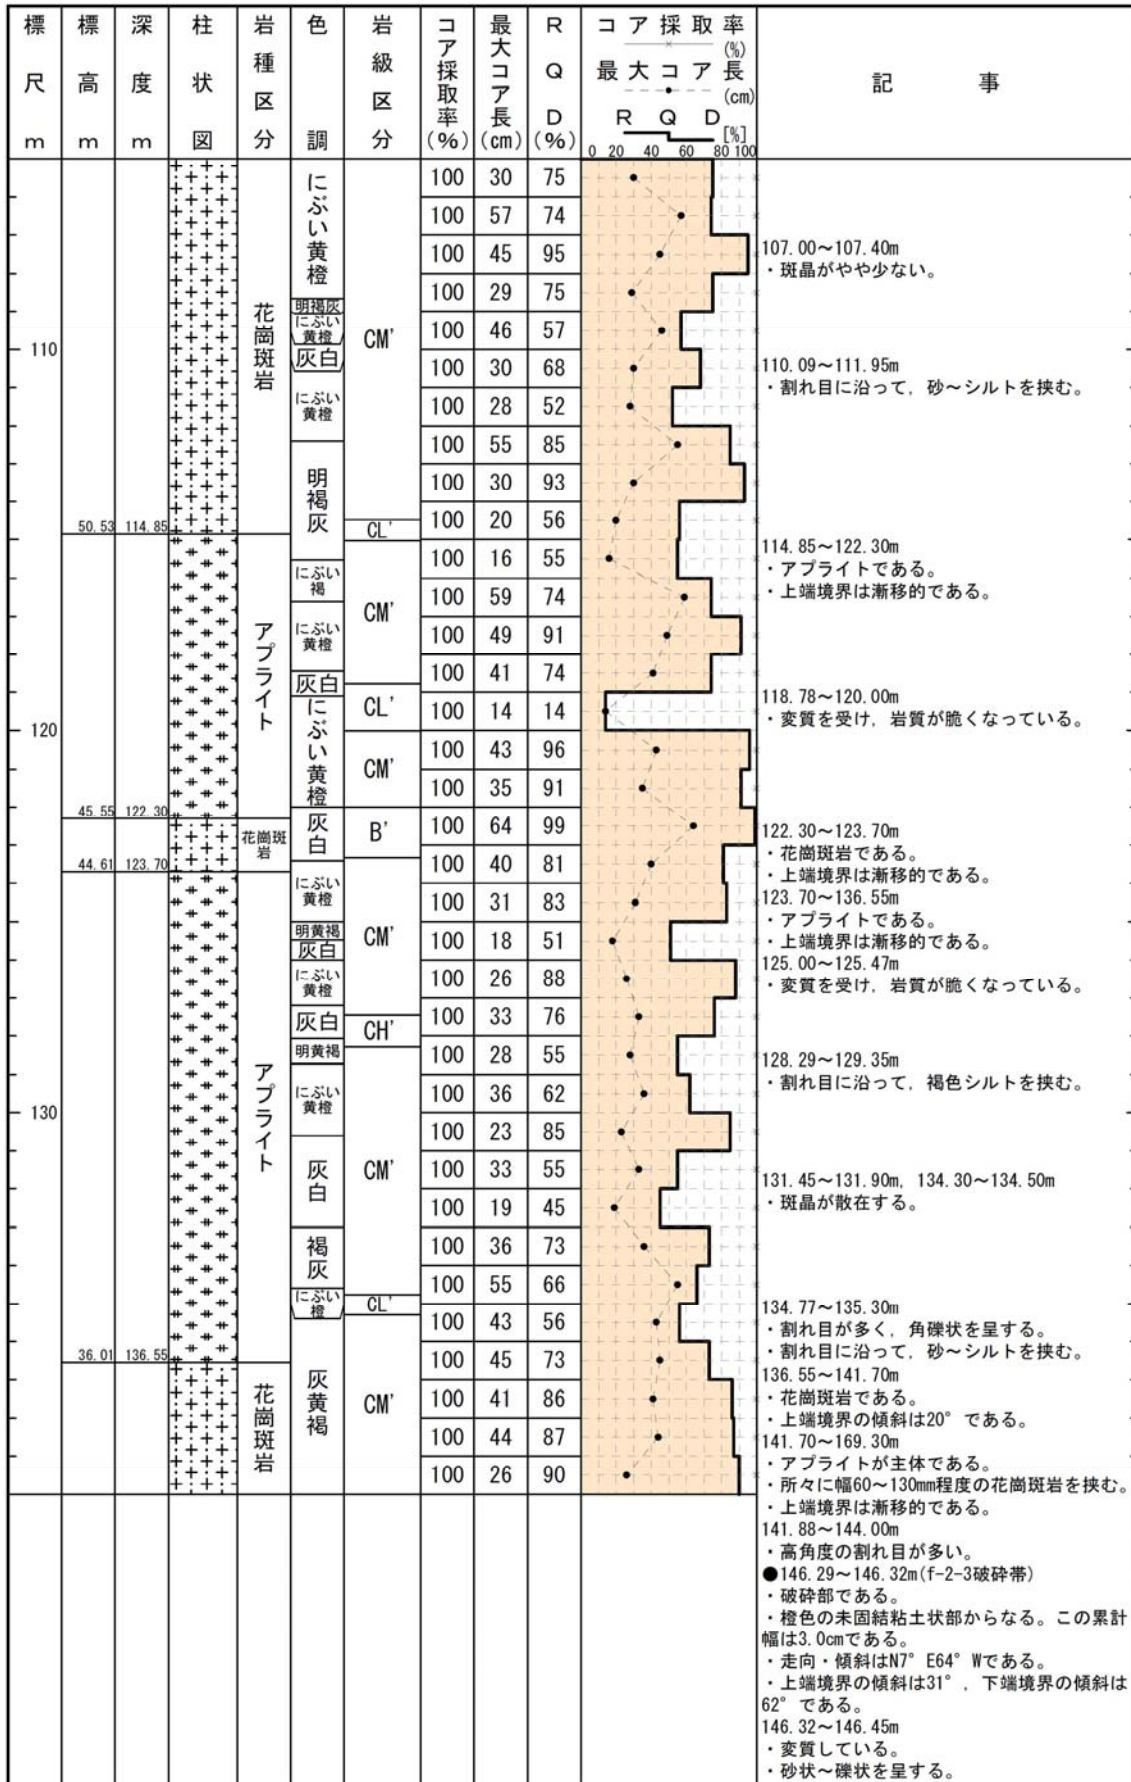 標尺m
標高m
深度m
柱状図
岩種区分
色調
岩級区分
コア採取率(%)
最大コア長(cm)
RQD(%)
コア採取率
(%)
最大コア長
(cm)
RQD
[%]
0 20 40 60 80 100
110
120
130
50.53 114.85
45.55 122.30
44.61 123.70
36.01 136.55
花崗斑岩
アプライト
花崗斑岩
アプライト
花崗斑岩
にぶい黄橙
明褐灰
にぶい黄橙
灰白
にぶい黄橙
明褐灰
にぶい褐
にぶい黄橙
灰白
にぶい黄橙
灰白
にぶい黄橙
明黄褐
灰白
にぶい黄橙
灰白
明黄褐
にぶい黄橙
灰白
褐灰
にぶい橙
灰黄褐
CM'
CL'
CM'
CL'
CM'
B'
CM'
CH'
CM'
CL'
CM'
100 30 75
100 57 74
100 45 95
100 29 75
100 46 57
100 30 68
100 28 52
100 55 85
100 30 93
100 20 56
100 16 55
100 59 74
100 49 91
100 41 74
100 14 14
100 43 96
100 35 91
100 64 99
100 40 81
100 31 83
100 18 51
100 26 88
100 33 76
100 28 55
100 36 62
100 23 85
100 33 55
100 19 45
100 36 73
100 55 66
100 43 56
100 45 73
100 41 86
100 44 87
100 26 90
記事
107.00～107.40m
・斑晶がやや少ない。
110.09～111.95m
・割れ目に沿って，砂～シルトを挟む。
114.85～122.30m
・アプライトである。
・上端境界は漸移的である。
118.78～120.00m
・変質を受け，岩質が脆くなっている。
122.30～123.70m
・花崗斑岩である。
・上端境界は漸移的である。
123.70～136.55m
・アプライトである。
・上端境界は漸移的である。
125.00～125.47m
・変質を受け，岩質が脆くなっている。
128.29～129.35m
・割れ目に沿って，褐色シルトを挟む。
131.45～131.90m，134.30～134.50m
・斑晶が散在する。
134.77～135.30m
・割れ目が多く，角礫状を呈する。
・割れ目に沿って，砂～シルトを挟む。
136.55～141.70m
・花崗斑岩である。
・上端境界の傾斜は20°である。
141.70～169.30m
・アプライトが主体である。
・所々に幅60～130mm程度の花崗斑岩を挟む。
・上端境界は漸移的である。
141.88～144.00m
・高角度の割れ目が多い。
●146.29～146.32m(f-2-3破砕帯)
・破砕部である。
・橙色の未固結粘土状部からなる。この累計
幅は3.0cmである。
・走向・傾斜はN7°E64°Wである。
・上端境界の傾斜は31°，下端境界の傾斜は
62°である。
146.32～146.45m
・変質している。
・砂状～礫状を呈する。